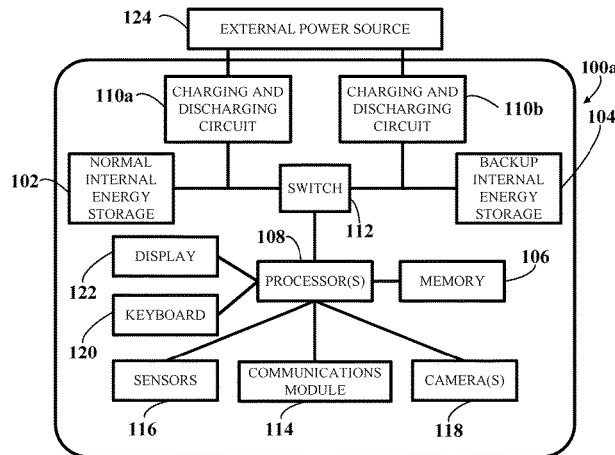 124
EXTERNAL POWER SOURCE
100a
110a
CHARGING AND
DISCHARGING
CIRCUIT
CHARGING AND
DISCHARGING
CIRCUIT
110b
104
102
NORMAL
INTERNAL
ENERGY
STORAGE
SWITCH
112
BACKUP
INTERNAL
ENERGY
STORAGE
108
DISPLAY
122
PROCESSOR(S)
MEMORY
106
KEYBOARD
120
SENSORS
116
COMMUNICATIONS
MODULE
114
CAMERA(S)
118